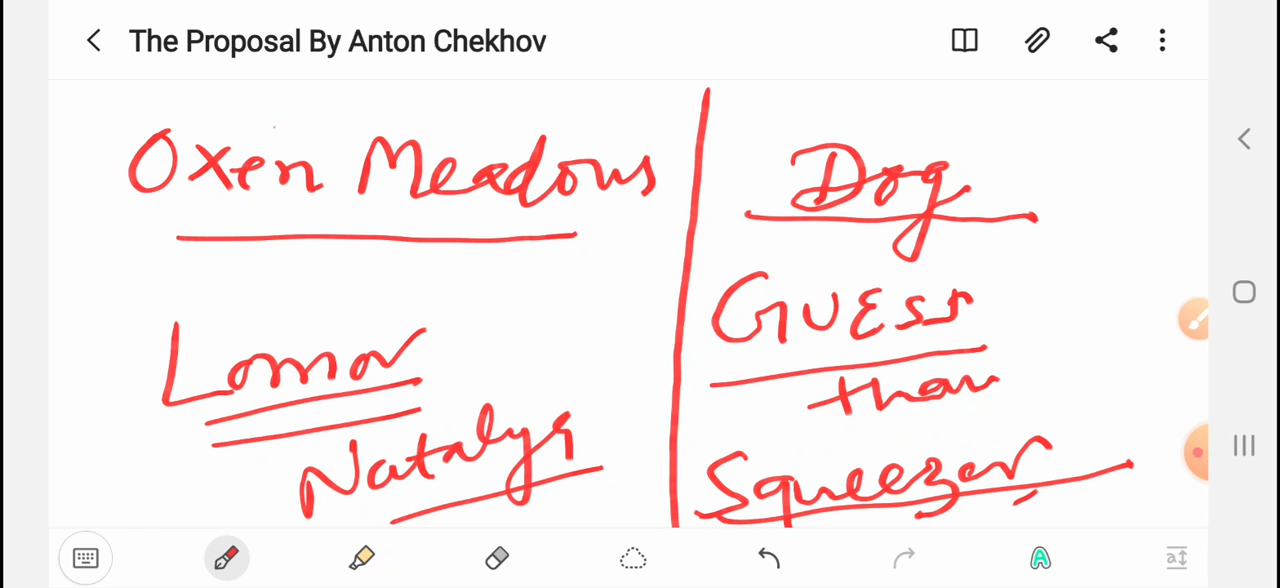 The Proposal By Anton Chekhov
Oxen Meadows
Lomov
Natalya
Dog
GUESS
than
Squeezer